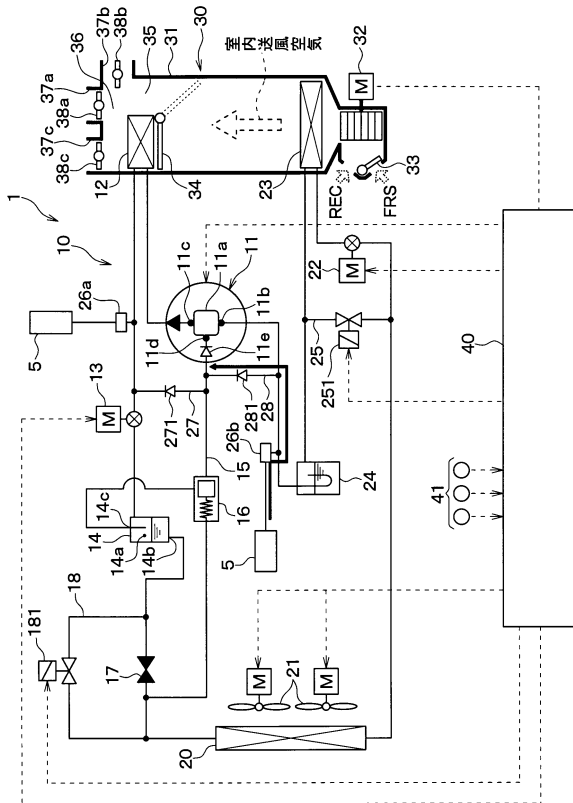 1
10
5
26a
13
M
14c
14
14a
14b
18
181
17
16
15
27
271
281
28
26b
5
11c
11a
11
11d
11e
11b
24
25
251
22
M
20
21
M
M
12
34
23
36
37c
38c
37a
38a
37b
38b
35
31
30
室内送風空気
32
M
33
REC
FRS
40
41